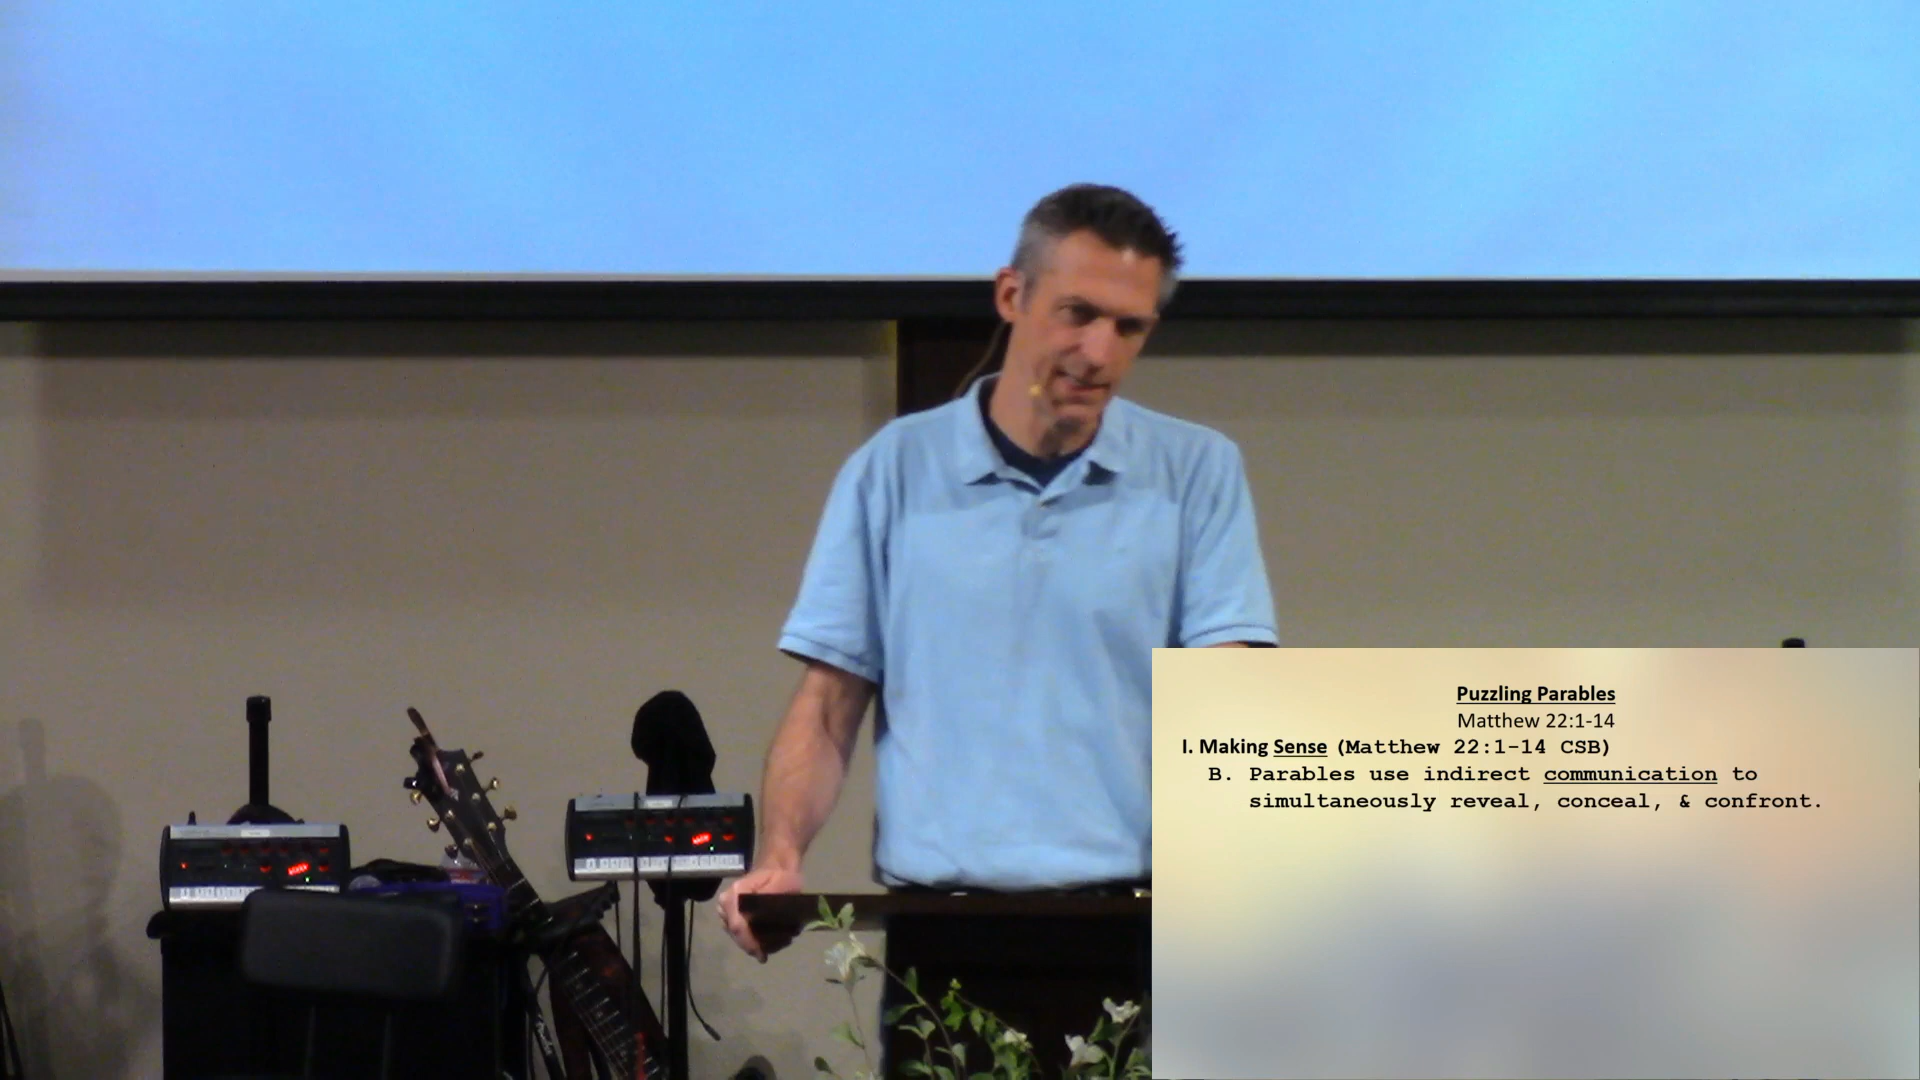 Puzzling Parables
Matthew 22:1-14
I. Making Sense (Matthew 22:1-14 CSB)
B. Parables use indirect communication to
simultaneously reveal, conceal, & confront.